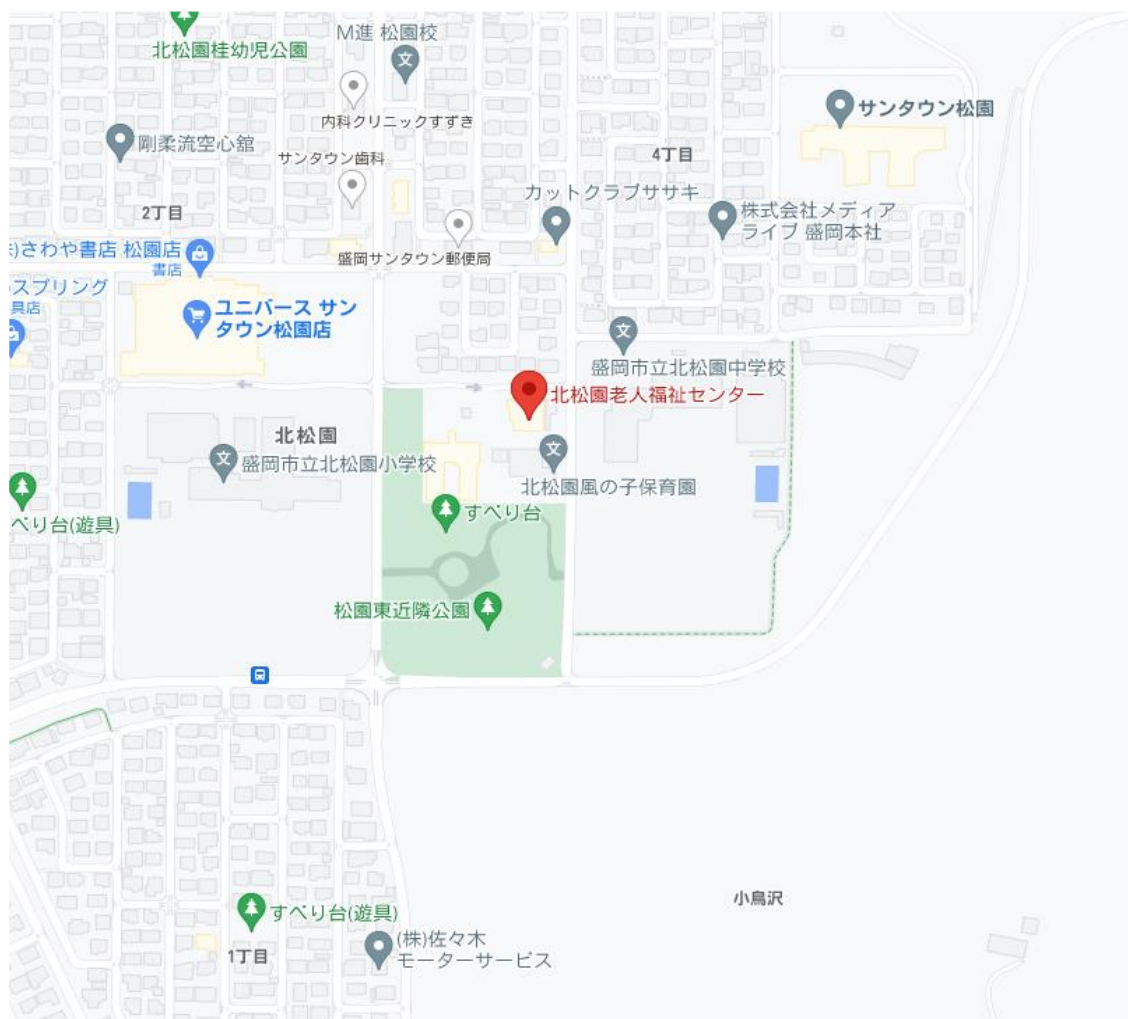 北松園桂幼児公園
M進 松園校
内科クリニックすずき
サンタウン松園
剛柔流空心舘
サンタウン歯科
4丁目
カットクラブササキ
2丁目
株式会社メディア
ライブ 盛岡本社
)さわや書店 松園店
書店
盛岡サンタウン郵便局
スプリング
具店
ユニバース サン
タウン松園店
盛岡市立北松園中学校
北松園老人福祉センター
北松園
盛岡市立北松園小学校
北松園風の子保育園
すべり台
べり台(遊具)
松園東近隣公園
小鳥沢
すべり台(遊具)
1丁目
(株)佐々木
モーターサービス